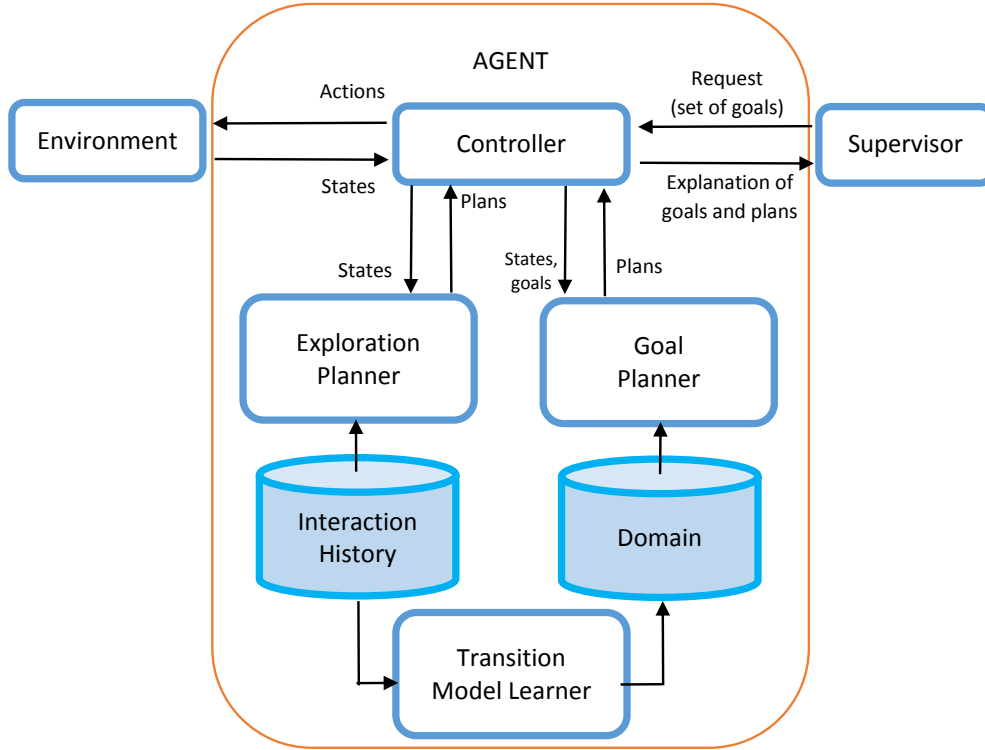 AGENT
Actions
Request
(set of goals)
Environment
Controller
Supervisor
States
Explanation of
goals and plans
Plans
States
States,
goals
Plans
Exploration
Planner
Goal
Planner
Interaction
History
Domain
Transition
Model Learner